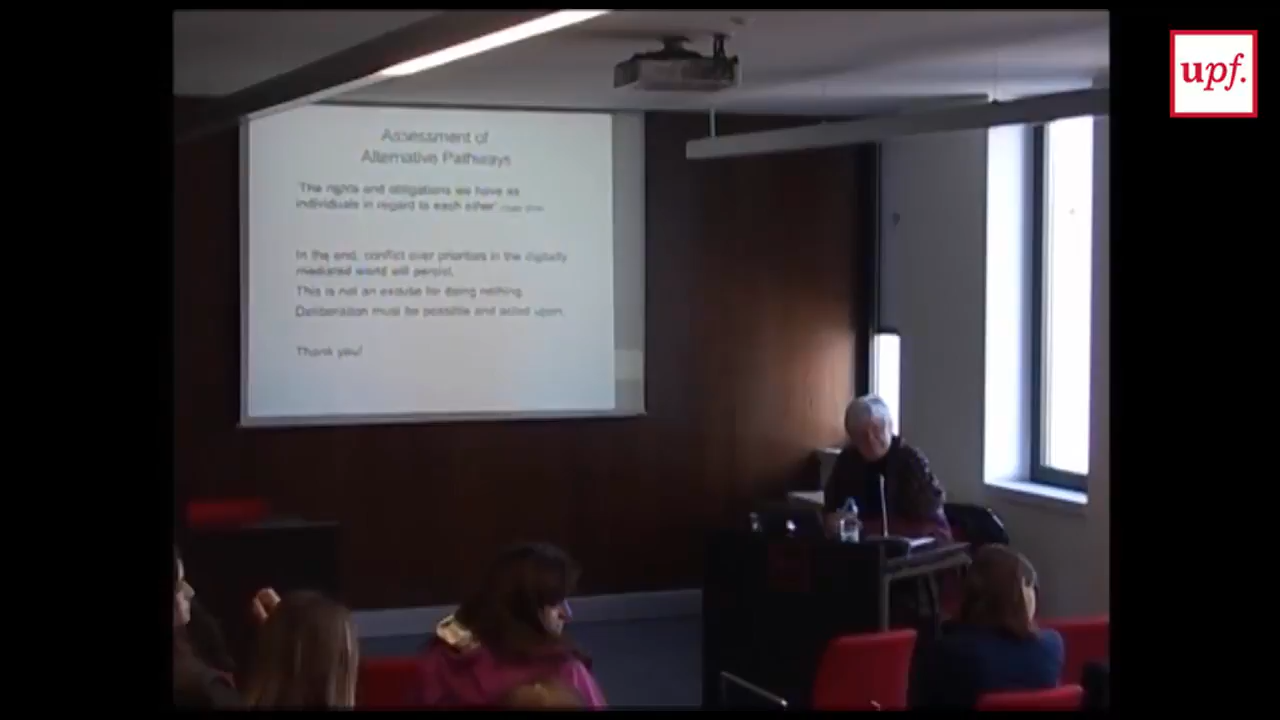 upf.
Assessment of
Alternative Pathways
'The rights and obligations we have as
individuals in regard to each other'
In the end, conflict over priorities in the digitally
mediated world will persist.
This is not an excuse for doing nothing.
Deliberation must be possible and acted upon.
Thank you!